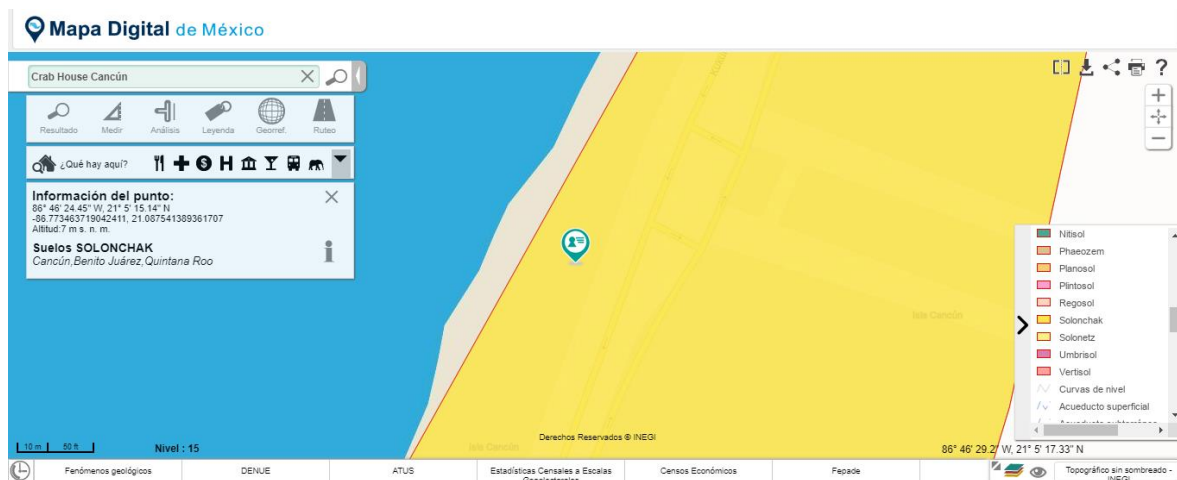 Mapa Digital de México
Crab House Cancún
Resultado Medir Análisis Leyenda Georref. Ruteo
¿Qué hay aquí?
Información del punto:
86° 46' 24.45" W, 21° 5' 15.14" N
-86.773463719042411, 21.087541389361707
Altitud:7 m s. n. m.
Suelos SOLONCHAK
Cancún,Benito Juárez,Quintana Roo
Isla Cancún
Nitisol
Phaeozem
Planosol
Plintosol
Regosol
Solonchak
Solonetz
Umbrisol
Vertisol
Curvas de nivel
Acueducto superficial
Acueducto subterráneo
Isla Cancún
Derechos Reservados © INEGI
10 m 50 ft
Nivel : 15
86° 46' 29.2" W, 21° 5' 17.33" N
Fenómenos geológicos
DENUE
ATUS
Estadísticas Censales a Escalas
Censos Económicos
Fepade
Topográfico sin sombreado -
INEGI